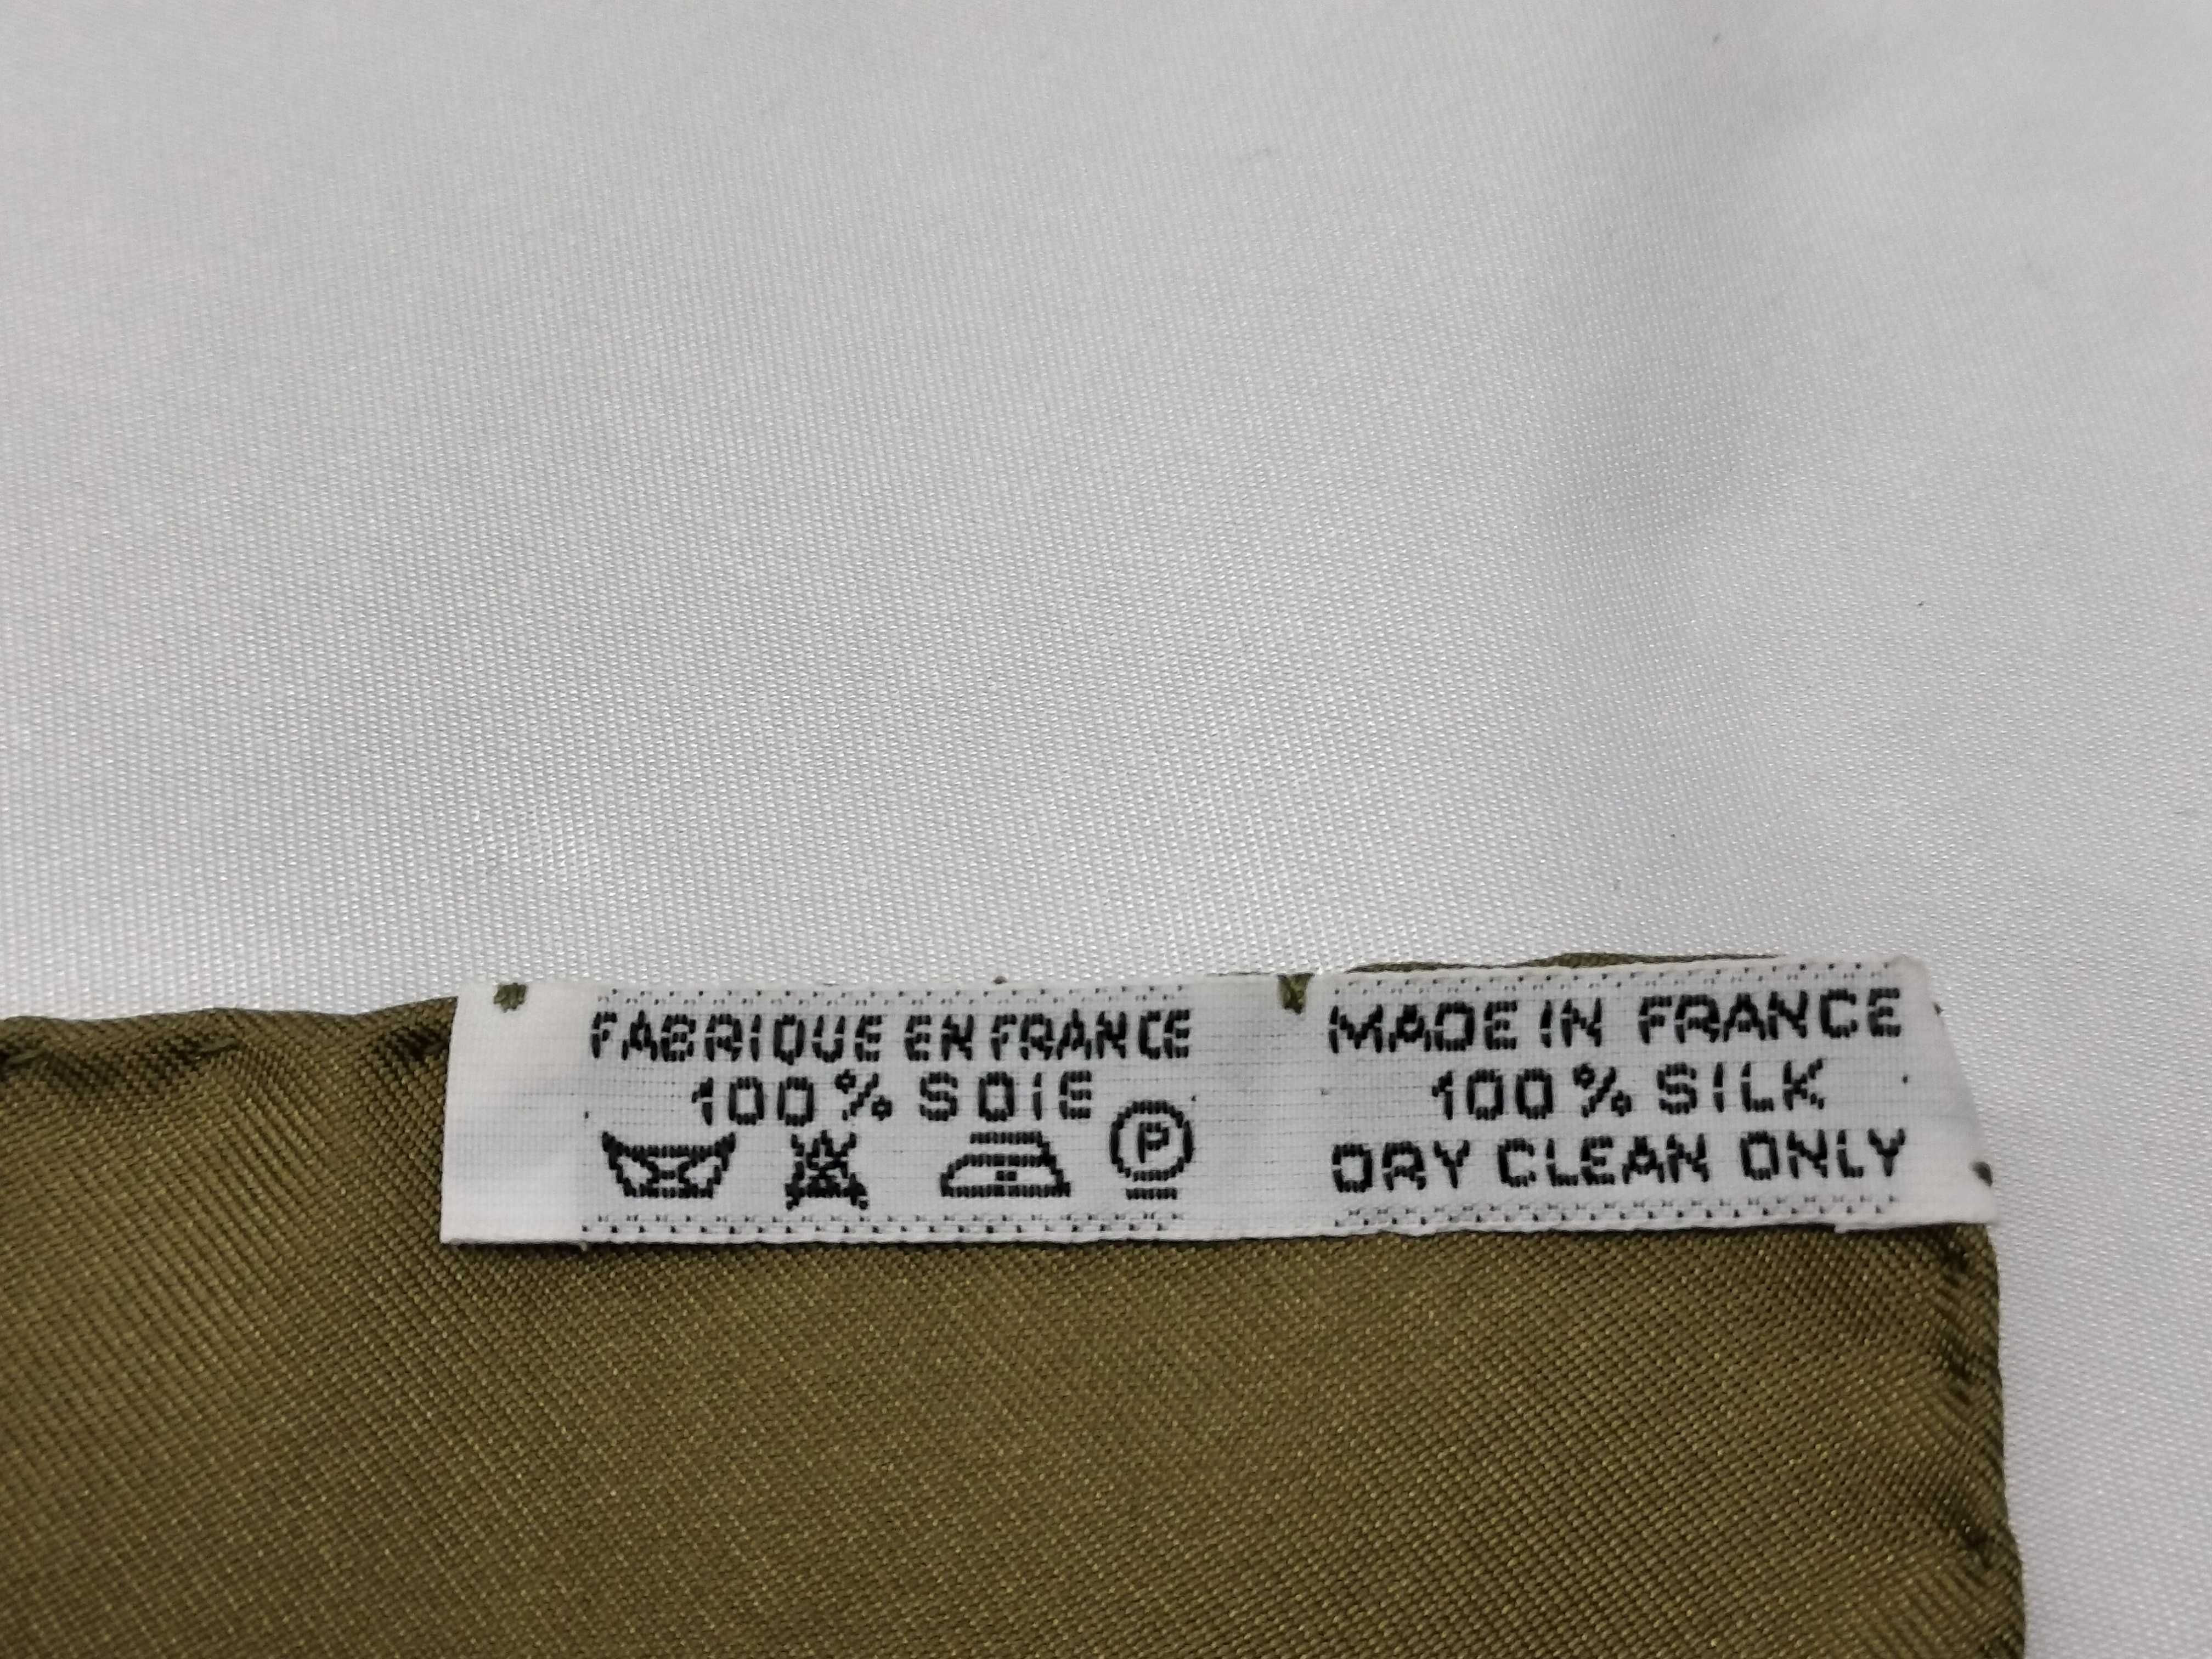 FABRIQUE EN FRANCE
100% SOIE
P
MADE IN FRANCE
100% SILK
DRY CLEAN ONLY